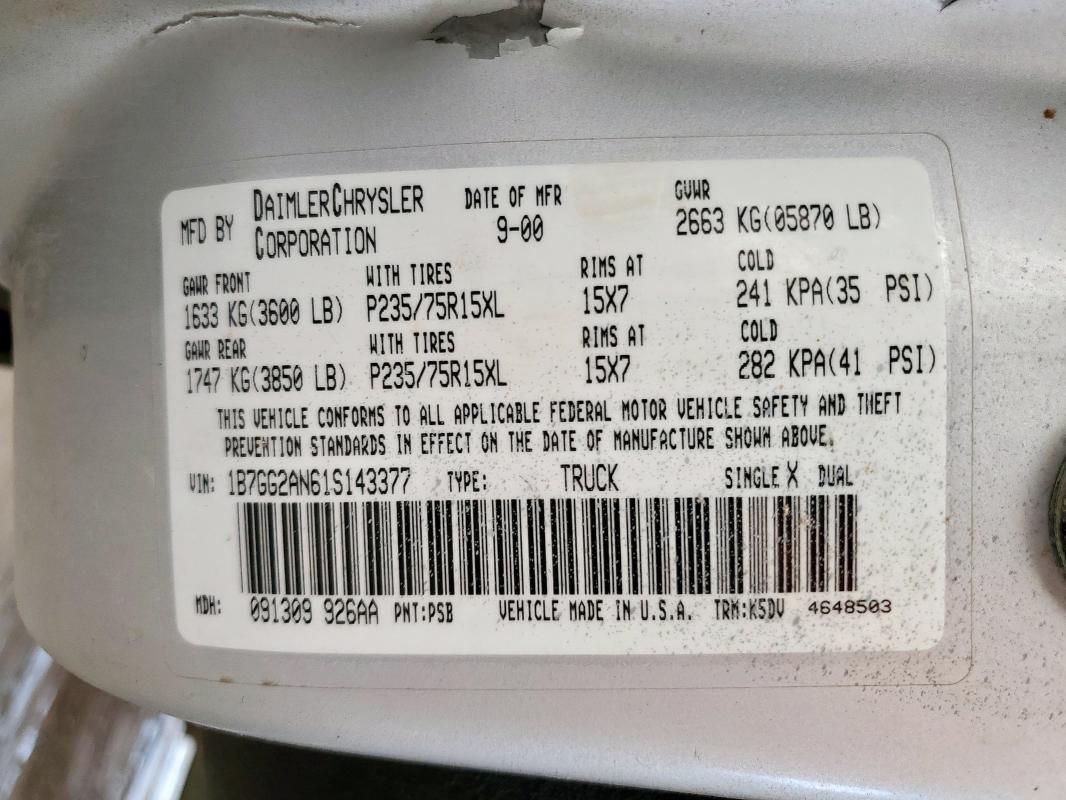 MFD BY DAIMLERCHRYSLER CORPORATION DATE OF MFR 9-00 GVWR 2663 KG(05870 LB)
GAWR FRONT WITH TIRES RIMS AT COLD
1633 KG(3600 LB) P235/75R15XL 15X7 241 KPA(35 PSI)
GAWR REAR WITH TIRES RIMS AT COLD
1747 KG(3850 LB) P235/75R15XL 15X7 282 KPA(41 PSI)
THIS VEHICLE CONFORMS TO ALL APPLICABLE FEDERAL MOTOR VEHICLE SAFETY AND THEFT
PREVENTION STANDARDS IN EFFECT ON THE DATE OF MANUFACTURE SHOWN ABOVE.
VIN: 1B7GG2AN61S143377 TYPE: TRUCK SINGLE X DUAL
MDH: 091309 926AA PNT:PSB VEHICLE MADE IN U.S.A. TRM:K5DV 4648503